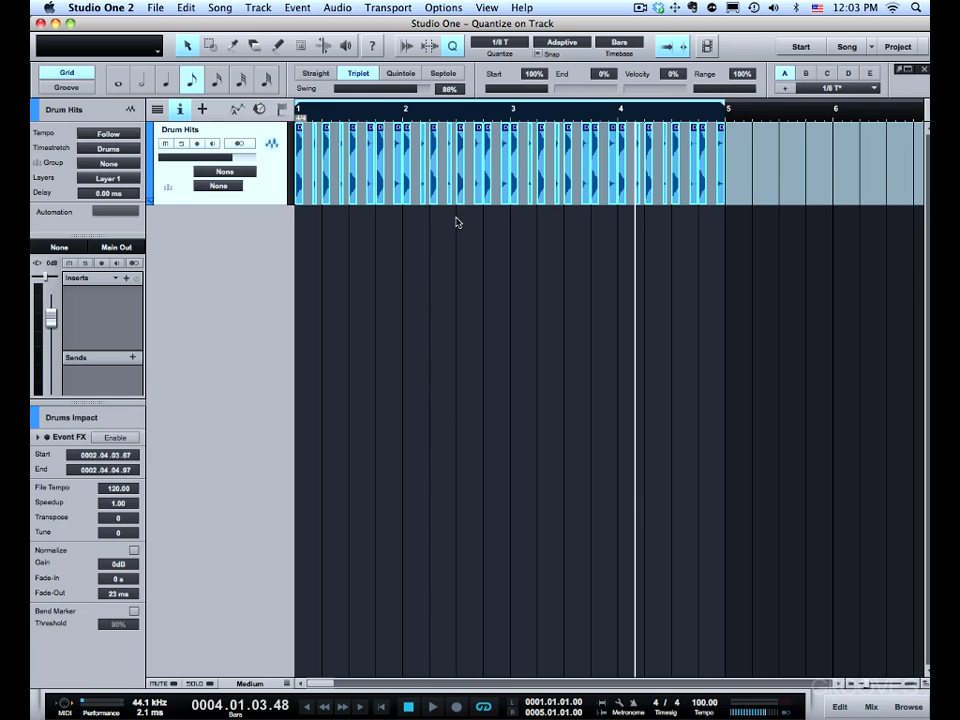 Studio One 2 File Edit Song Track Event Audio Transport Options View Help 12:03 PM
Studio One - Quantize on Track
1/8 T Adaptive Bars
Quantize Snap Timebase
Start Song Project
Grid
Groove
Straight Triplet Quintole Septole
Swing 86%
Start 100% End 0% Velocity 0% Range 100%
A B C D E
1/8 T*
Drum Hits
1 2 3 4 5 6
4/4
Tempo Follow
Timestretch Drums
Group None
Layers Layer 1
Delay 0.00 ms
Automation
Drum Hits
M S
None
None
None Main Out
0dB M S
Inserts
Sends
Drums Impact
Event FX Enable
Start 0002.04.03.67
End 0002.04.04.97
File Tempo 120.00
Speedup 1.00
Transpose 0
Tune 0
Normalize
Gain 0dB
Fade-In 0 s
Fade-Out 23 ms
Bend Marker
Threshold 80%
MUTE SOLO Medium
MIDI Performance
44.1 kHz
2.1 ms
0004.01.03.48
Bars
L 0001.01.01.00
R 0005.01.01.00
Metronome
4 / 4
Timesig
100.00
Tempo
Edit Mix Browse